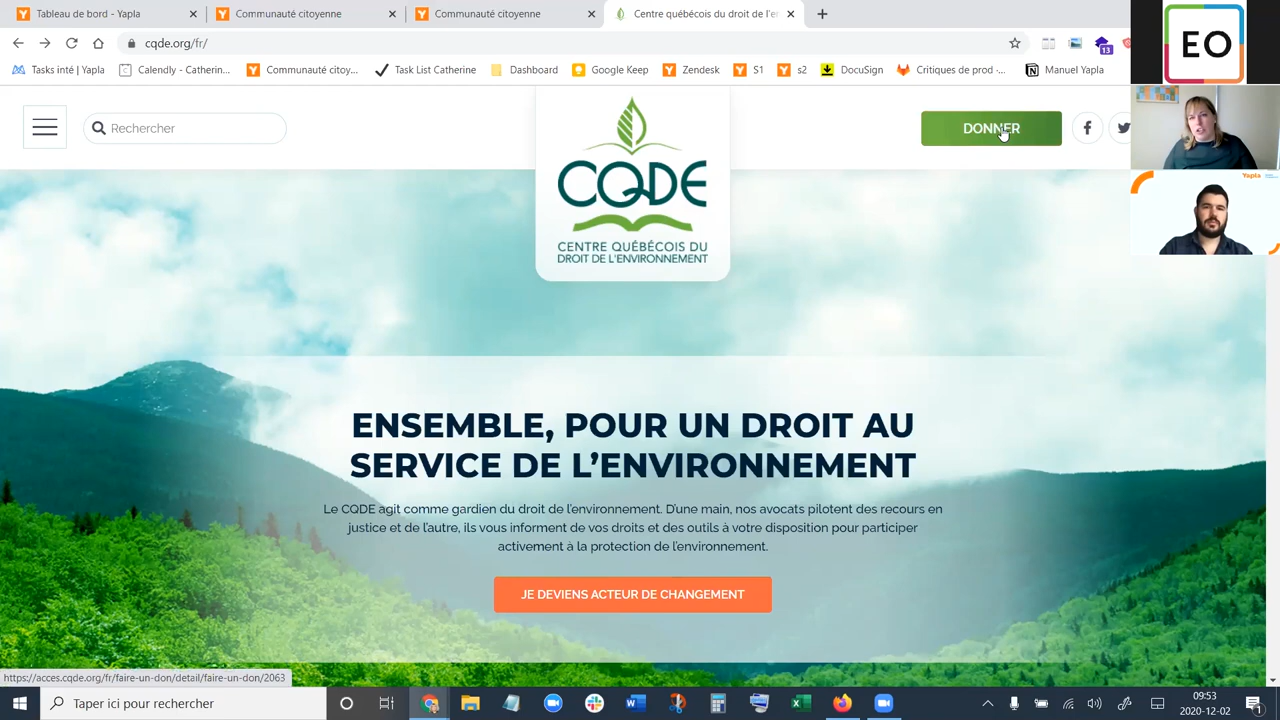 Tableau de bord - Yapla
Communauté citoyenne
Communauté citoyenne
Centre québécois du droit de l'en
cqde.org/fr/
13
Tasks inté | Yapla
Calendly - Catherin...
Communauté citoy...
Task List Catherine
Dashboard
Google Keep
Zendesk
S1
s2
DocuSign
Critiques de prod -...
Manuel Yapla
EO
Rechercher
DONNER
Yapla
CQDE
CENTRE QUÉBÉCOIS DU
DROIT DE L'ENVIRONNEMENT
ENSEMBLE, POUR UN DROIT AU
SERVICE DE L'ENVIRONNEMENT
Le CQDE agit comme gardien du droit de l'environnement. D'une main, nos avocats pilotent des recours en
justice et de l'autre, ils vous informent de vos droits et des outils à votre disposition pour participer
activement à la protection de l'environnement.
JE DEVIENS ACTEUR DE CHANGEMENT
https://acces.cqde.org/fr/faire-un-don/detail/faire-un-don/2063
Taper ici pour rechercher
09:53
2020-12-02
1